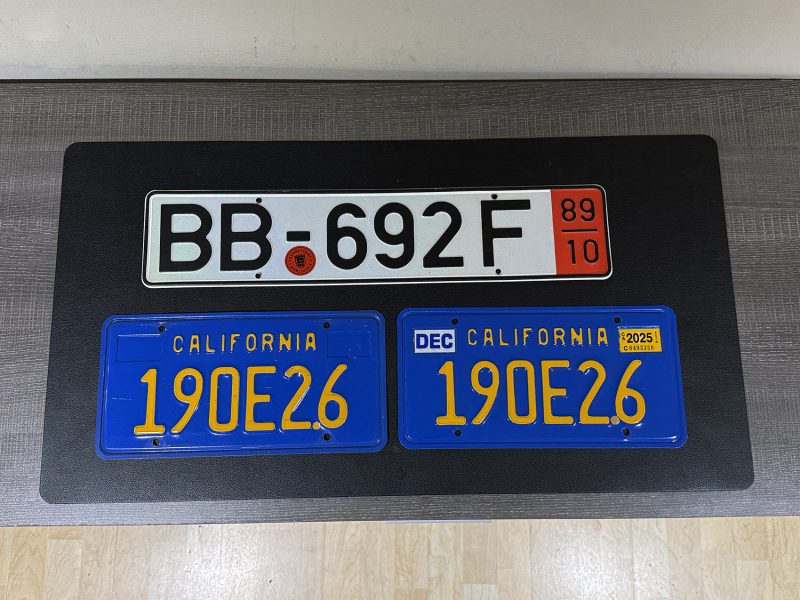 BB-692F
89
10
CALIFORNIA
190E2.6
DEC
CALIFORNIA
2025
190E2.6